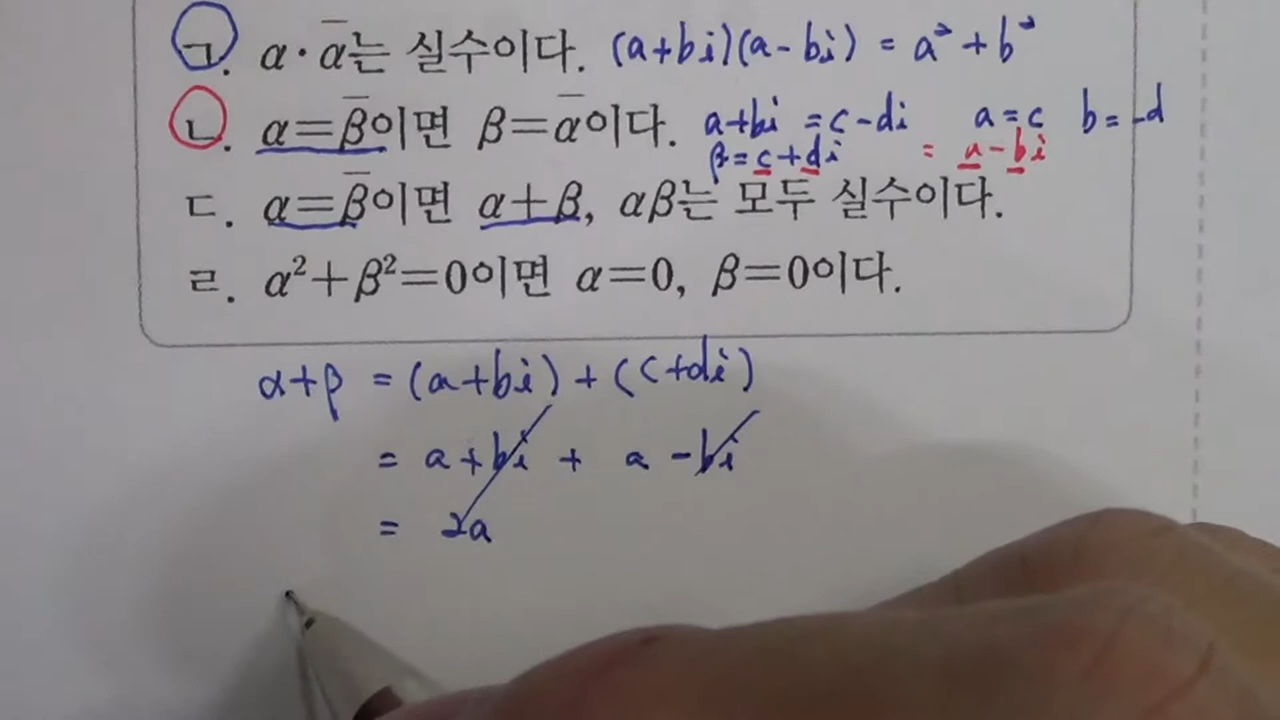 ㄱ. α·ᾱ는 실수이다. (a+bi)(a-bi) = a²+b²
ㄴ. α=β̄이면 β=ᾱ이다. a+bi = c-di a=c b=-d
β=c+di = a-bi
ㄷ. α=β̄이면 α+β, αβ는 모두 실수이다.
ㄹ. α²+β²=0이면 α=0, β=0이다.
α+β = (a+bi)+(c+di)
= a+bi + a-bi
= 2a